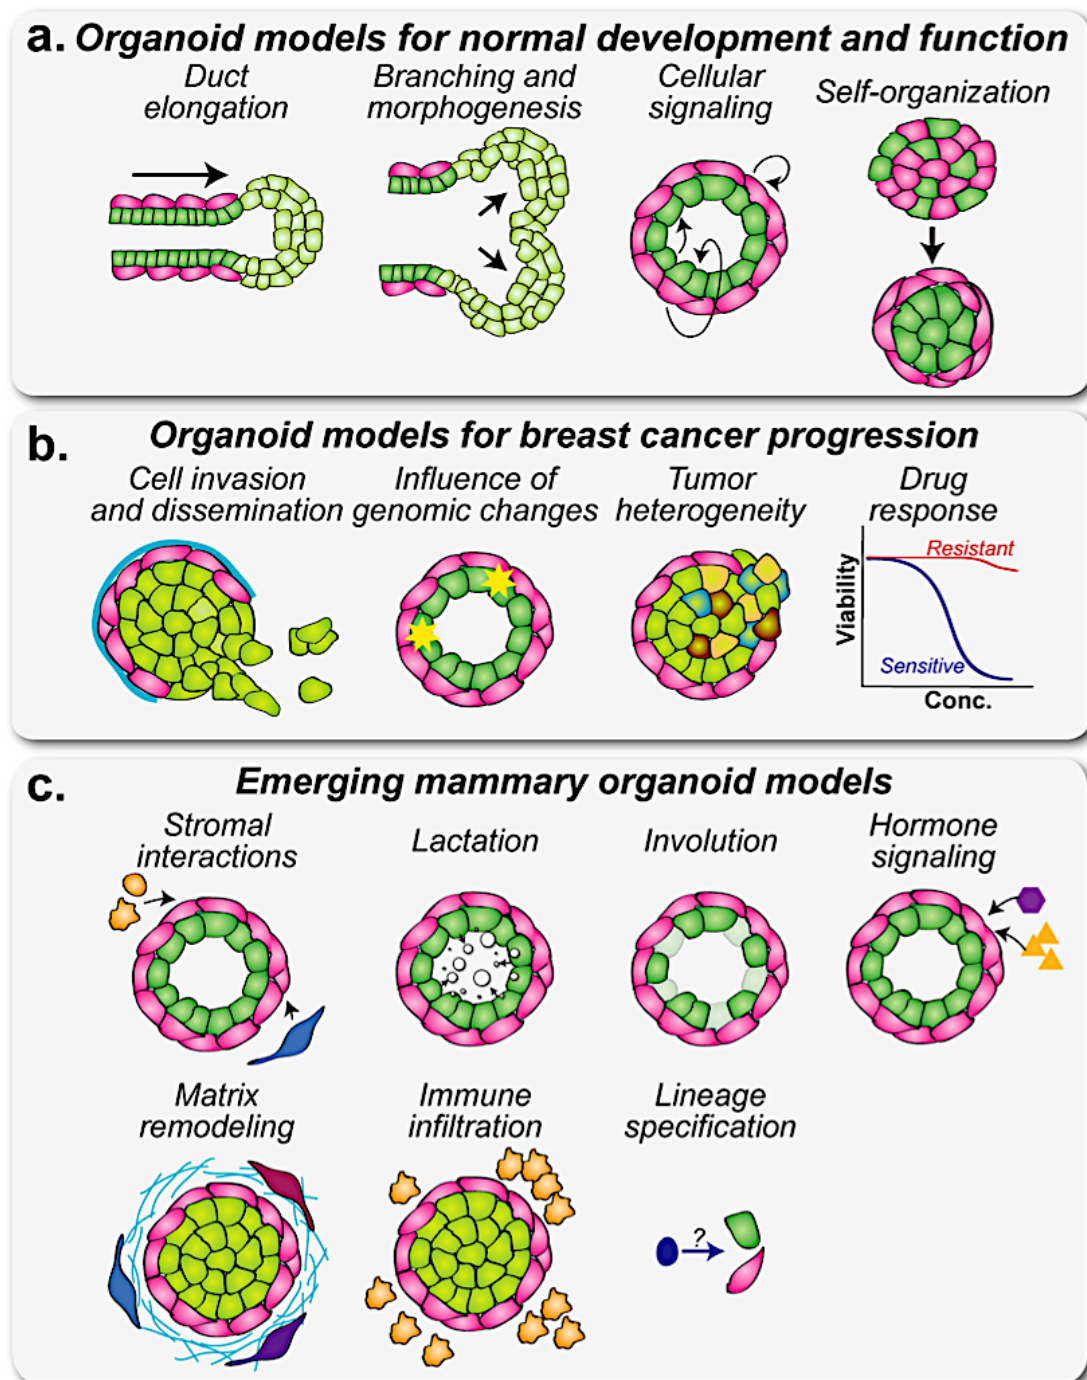 a. Organoid models for normal development and function
Duct
elongation
Branching and
morphogenesis
Cellular
signaling
Self-organization
b. Organoid models for breast cancer progression
Cell invasion
and dissemination
Influence of
genomic changes
Tumor
heterogeneity
Drug
response
Resistant
Viability
Sensitive
Conc.
c. Emerging mammary organoid models
Stromal
interactions
Lactation
Involution
Hormone
signaling
Matrix
remodeling
Immune
infiltration
Lineage
specification
?